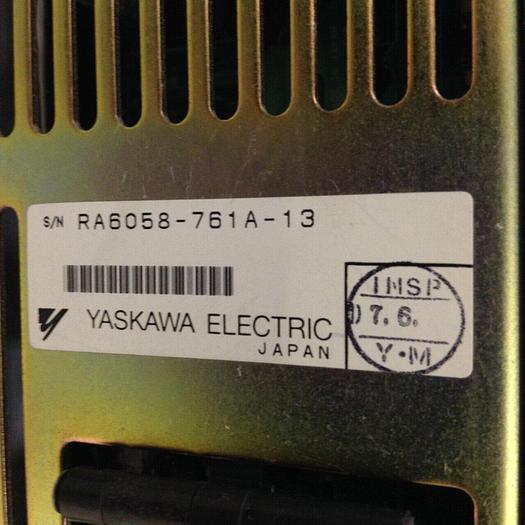 S/N RA6058-761A-13
YASKAWA ELECTRIC
JAPAN
INSP
7.6.
Y·M